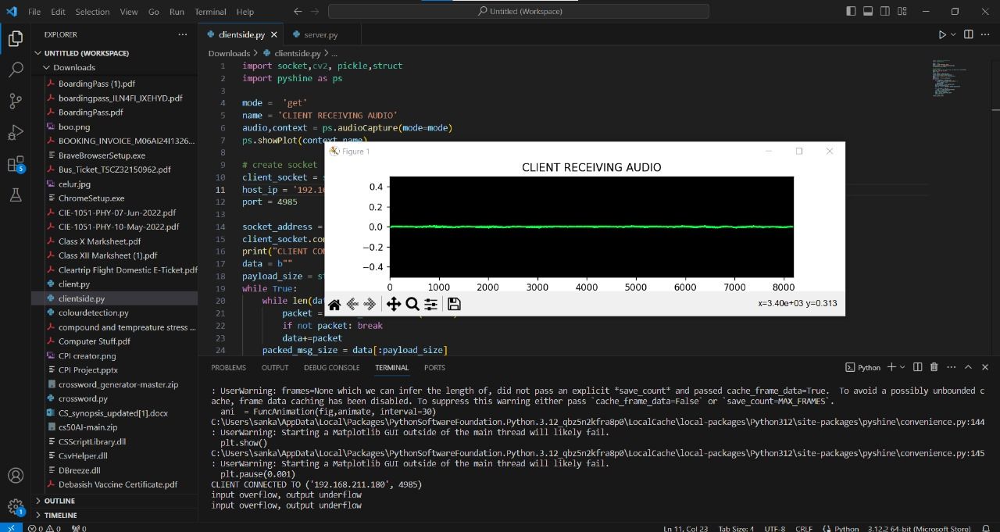 File Edit Selection View Go Run Terminal Help
Untitled (Workspace)
EXPLORER
clientside.py
server.py
UNTITLED (WORKSPACE)
Downloads
BoardingPass (1).pdf
boardingpass_ILN4FI_IXEHYD.pdf
BoardingPass.pdf
boo.png
BOOKING_INVOICE_M06AI24I1326...
BraveBrowserSetup.exe
Bus_Ticket_TSCZ32150962.pdf
celur.jpg
ChromeSetup.exe
CIE-1051-PHY-07-Jun-2022.pdf
CIE-1051-PHY-10-May-2022.pdf
Class X Marksheet.pdf
Class XII Marksheet (1).pdf
Cleartrip Flight Domestic E-Ticket.pdf
client.py
clientside.py
colourdetection.py
compound and tempreature stress ...
Computer Stuff.pdf
CPI creator.png
CPI Project.pptx
crossword_generator-master.zip
crossword.py
CS_synopsis_updated[1].docx
cs50AI-main.zip
CSScriptLibrary.dll
CsvHelper.dll
DBreeze.dll
Debasish Vaccine Certificate.pdf
OUTLINE
TIMELINE
5
1
Downloads > clientside.py > ...
1 import socket,cv2, pickle,struct
2 import pyshine as ps
3
4 mode = 'get'
5 name = 'CLIENT RECEIVING AUDIO'
6 audio,context = ps.audioCapture(mode=mode)
7 ps.showPlot(context,name)
8
9 # create socket
10 client_socket = s
11 host_ip = '192.16
12 port = 4985
13
14 socket_address =
15 client_socket.con
16 print("CLIENT CO
17 data = b""
18 payload_size = st
19 while True:
20 while len(da
21 packet =
22 if not packet: break
23 data+=packet
24 packed_msg_size = data[:payload_size]
Figure 1
CLIENT RECEIVING AUDIO
0.4
0.2
0.0
−0.2
−0.4
0 1000 2000 3000 4000 5000 6000 7000 8000
x=3.40e+03 y=0.313
PROBLEMS OUTPUT DEBUG CONSOLE TERMINAL PORTS
Python
: UserWarning: frames=None which we can infer the length of, did not pass an explicit *save_count* and passed cache_frame_data=True. To avoid a possibly unbounded c
ache, frame data caching has been disabled. To suppress this warning either pass `cache_frame_data=False` or `save_count=MAX_FRAMES`.
ani = FuncAnimation(fig,animate, interval=30)
C:\Users\sanka\AppData\Local\Packages\PythonSoftwareFoundation.Python.3.12_qbz5n2kfra8p0\LocalCache\local-packages\Python312\site-packages\pyshine\convenience.py:144
: UserWarning: Starting a Matplotlib GUI outside of the main thread will likely fail.
plt.show()
C:\Users\sanka\AppData\Local\Packages\PythonSoftwareFoundation.Python.3.12_qbz5n2kfra8p0\LocalCache\local-packages\Python312\site-packages\pyshine\convenience.py:145
: UserWarning: Starting a Matplotlib GUI outside of the main thread will likely fail.
plt.pause(0.001)
CLIENT CONNECTED TO ('192.168.211.180', 4985)
input overflow, output underflow
input overflow, output underflow
0 0 0
Ln 11, Col 23 Tab Size: 4 UTF-8 CRLF Python 3.12.2 64-bit (Microsoft Store)